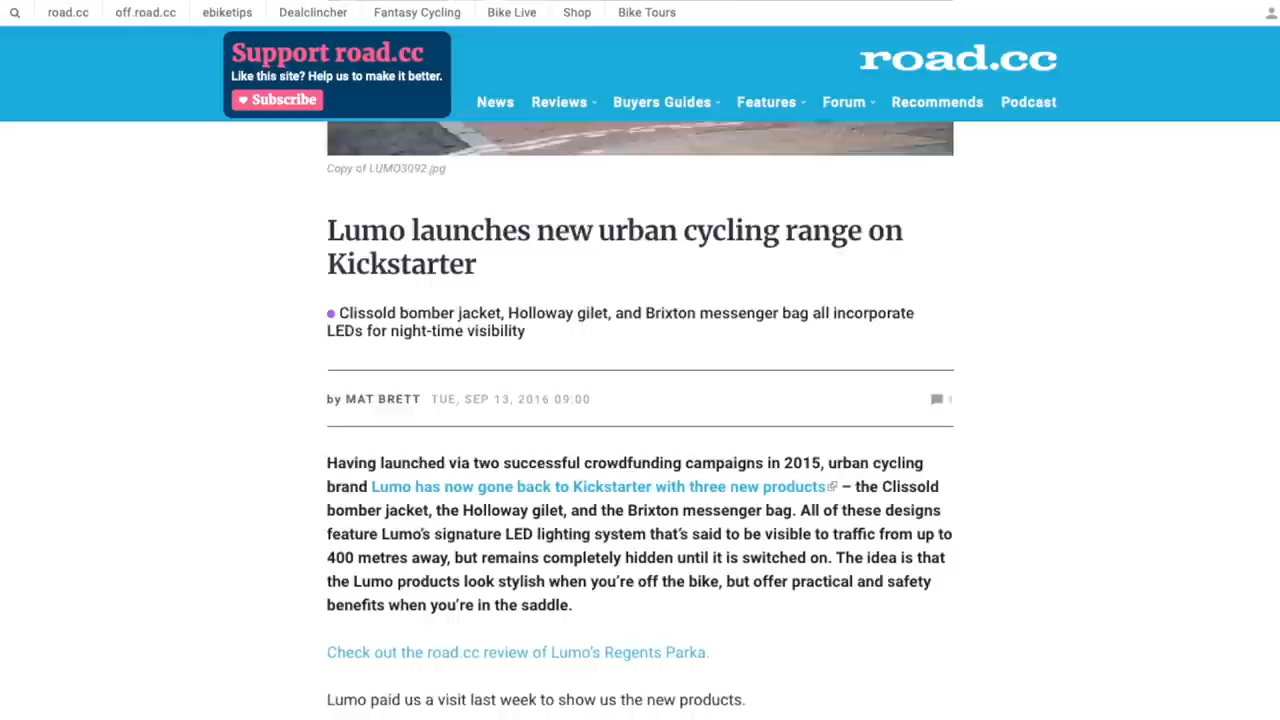 road.cc off.road.cc ebiketips Dealclincher Fantasy Cycling Bike Live Shop Bike Tours
Support road.cc
Like this site? Help us to make it better.
Subscribe
road.cc
News Reviews Buyers Guides Features Forum Recommends Podcast
Copy of LUMO3092.jpg
Lumo launches new urban cycling range on
Kickstarter
Clissold bomber jacket, Holloway gilet, and Brixton messenger bag all incorporate
LEDs for night-time visibility
by MAT BRETT TUE, SEP 13, 2016 09:00
Having launched via two successful crowdfunding campaigns in 2015, urban cycling
brand Lumo has now gone back to Kickstarter with three new products – the Clissold
bomber jacket, the Holloway gilet, and the Brixton messenger bag. All of these designs
feature Lumo’s signature LED lighting system that’s said to be visible to traffic from up to
400 metres away, but remains completely hidden until it is switched on. The idea is that
the Lumo products look stylish when you’re off the bike, but offer practical and safety
benefits when you’re in the saddle.
Check out the road.cc review of Lumo’s Regents Parka.
Lumo paid us a visit last week to show us the new products.